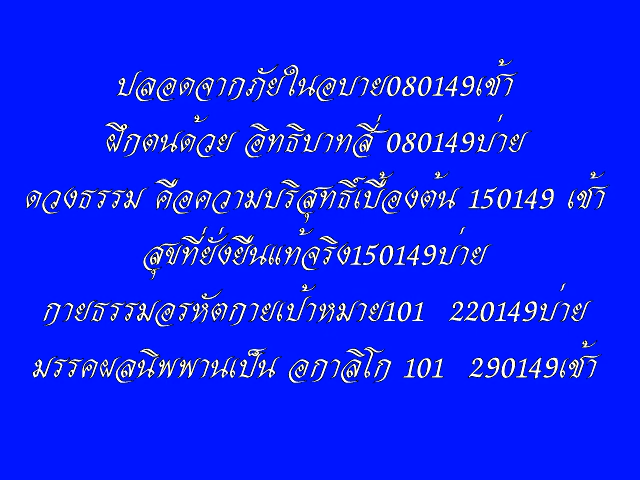 ปลอดจากภัยในอบาย080149เช้า
ฝึกตนด้วย อิทธิบาทสี่ 080149บ่าย
ดวงธรรม คือความบริสุทธิ์เบื้องต้น 150149 เช้า
สุขที่ยั่งยืนแท้จริง150149บ่าย
กายธรรมอรหัตกายเป้าหมาย101 220149บ่าย
มรรคผลนิพพานเป็น อกาลิโก 101 290149เช้า